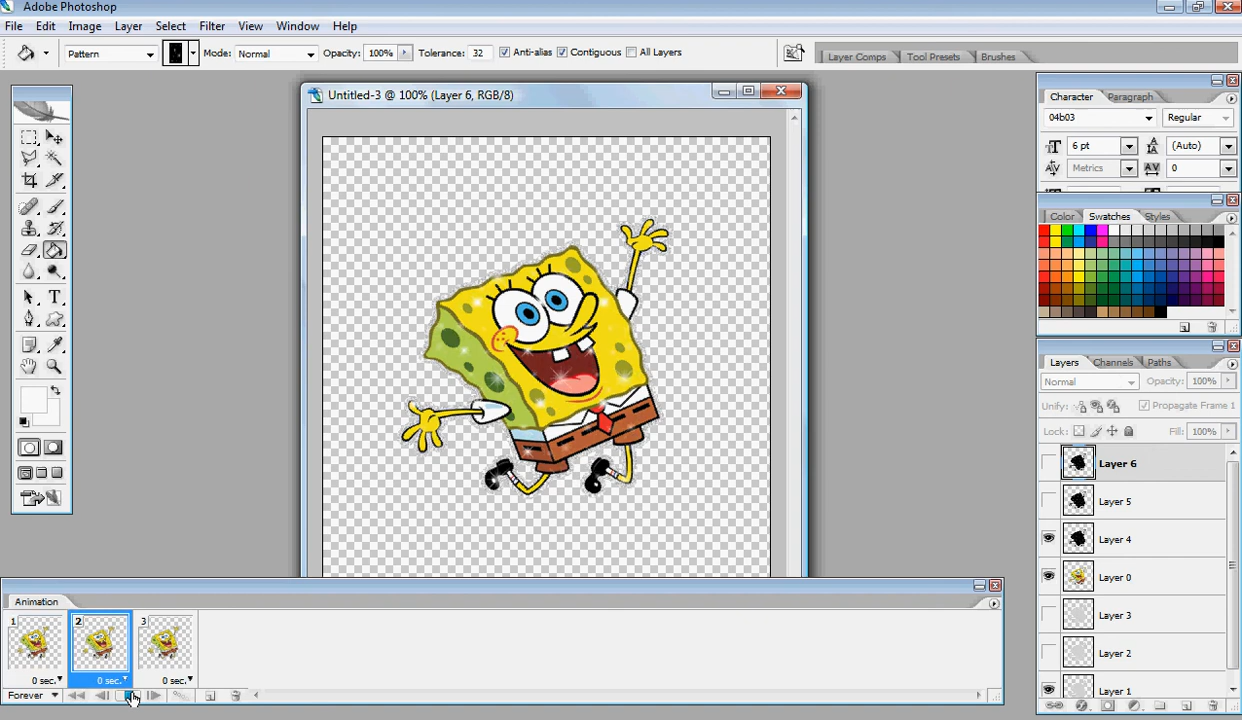 Adobe Photoshop
File Edit Image Layer Select Filter View Window Help
Pattern Mode: Normal Opacity: 100% Tolerance: 32 Anti-alias Contiguous All Layers
Layer Comps Tool Presets Brushes
Untitled-3 @ 100% (Layer 6, RGB/8)
Character Paragraph
04b03 Regular
6 pt (Auto)
Metrics 0
Color Swatches Styles
Layers Channels Paths
Normal Opacity: 100%
Unify: Propagate Frame 1
Lock: Fill: 100%
Layer 6
Layer 5
Layer 4
Layer 0
Layer 3
Layer 2
Layer 1
Animation
1 2 3
0 sec. 0 sec. 0 sec.
Forever